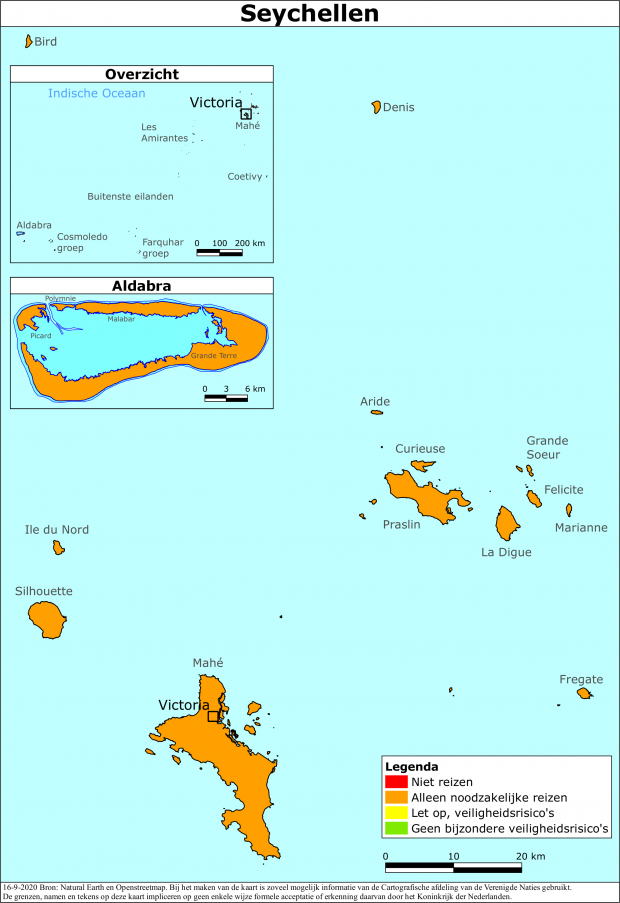 Seychellen
Bird
Overzicht
Indische Oceaan
Victoria
Mahé
Les
Amirantes
Coetivy
Buitenste eilanden
Aldabra
Cosmoledo
groep
Farquhar
groep
0 100 200 km
Denis
Aldabra
Polymnie
Malabar
Picard
Grande Terre
0 3 6 km
Aride
Curieuse
Grande
Soeur
Felicite
Praslin
Marianne
La Digue
Ile du Nord
Silhouette
Mahé
Victoria
Fregate
Legenda
Niet reizen
Alleen noodzakelijke reizen
Let op, veiligheidsrisico's
Geen bijzondere veiligheidsrisico's
0 10 20 km
16-9-2020 Bron: Natural Earth en Openstreetmap. Bij het maken van de kaart is zoveel mogelijk informatie van de Cartografische afdeling van de Verenigde Naties gebruikt.
De grenzen, namen en tekens op deze kaart impliceren op geen enkele wijze formele acceptatie of erkenning daarvan door het Koninkrijk der Nederlanden.